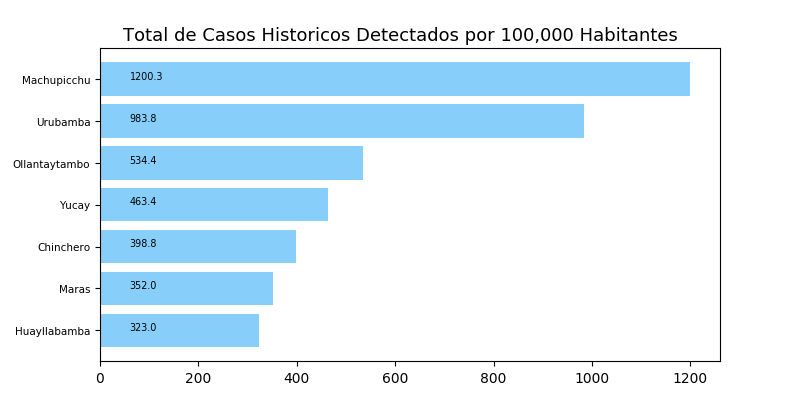 Total de Casos Historicos Detectados por 100,000 Habitantes
Machupicchu 1200.3
Urubamba 983.8
Ollantaytambo 534.4
Yucay 463.4
Chinchero 398.8
Maras 352.0
Huayllabamba 323.0
0 200 400 600 800 1000 1200